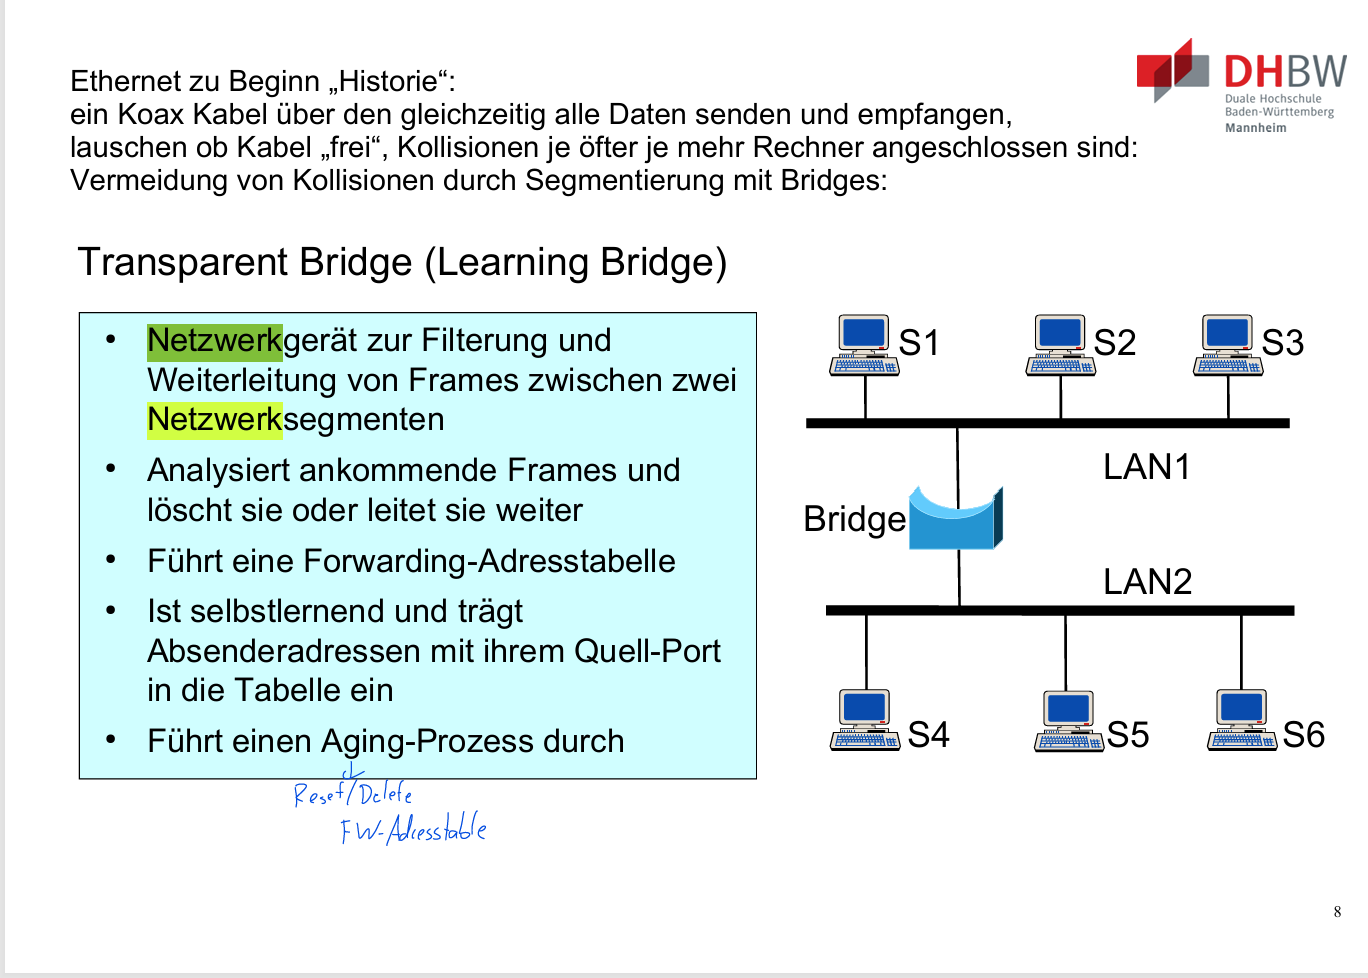 Ethernet zu Beginn „Historie“:
ein Koax Kabel über den gleichzeitig alle Daten senden und empfangen,
lauschen ob Kabel „frei“, Kollisionen je öfter je mehr Rechner angeschlossen sind:
Vermeidung von Kollisionen durch Segmentierung mit Bridges:
DHBW
Duale Hochschule
Baden-Württemberg
Mannheim
Transparent Bridge (Learning Bridge)
• Netzwerkgerät zur Filterung und
Weiterleitung von Frames zwischen zwei
Netzwerksegmenten
• Analysiert ankommende Frames und
löscht sie oder leitet sie weiter
• Führt eine Forwarding-Adresstabelle
• Ist selbstlernend und trägt
Absenderadressen mit ihrem Quell-Port
in die Tabelle ein
• Führt einen Aging-Prozess durch
Reset/Delete
FW-Adresstable
S1
S2
S3
LAN1
Bridge
LAN2
S4
S5
S6
8